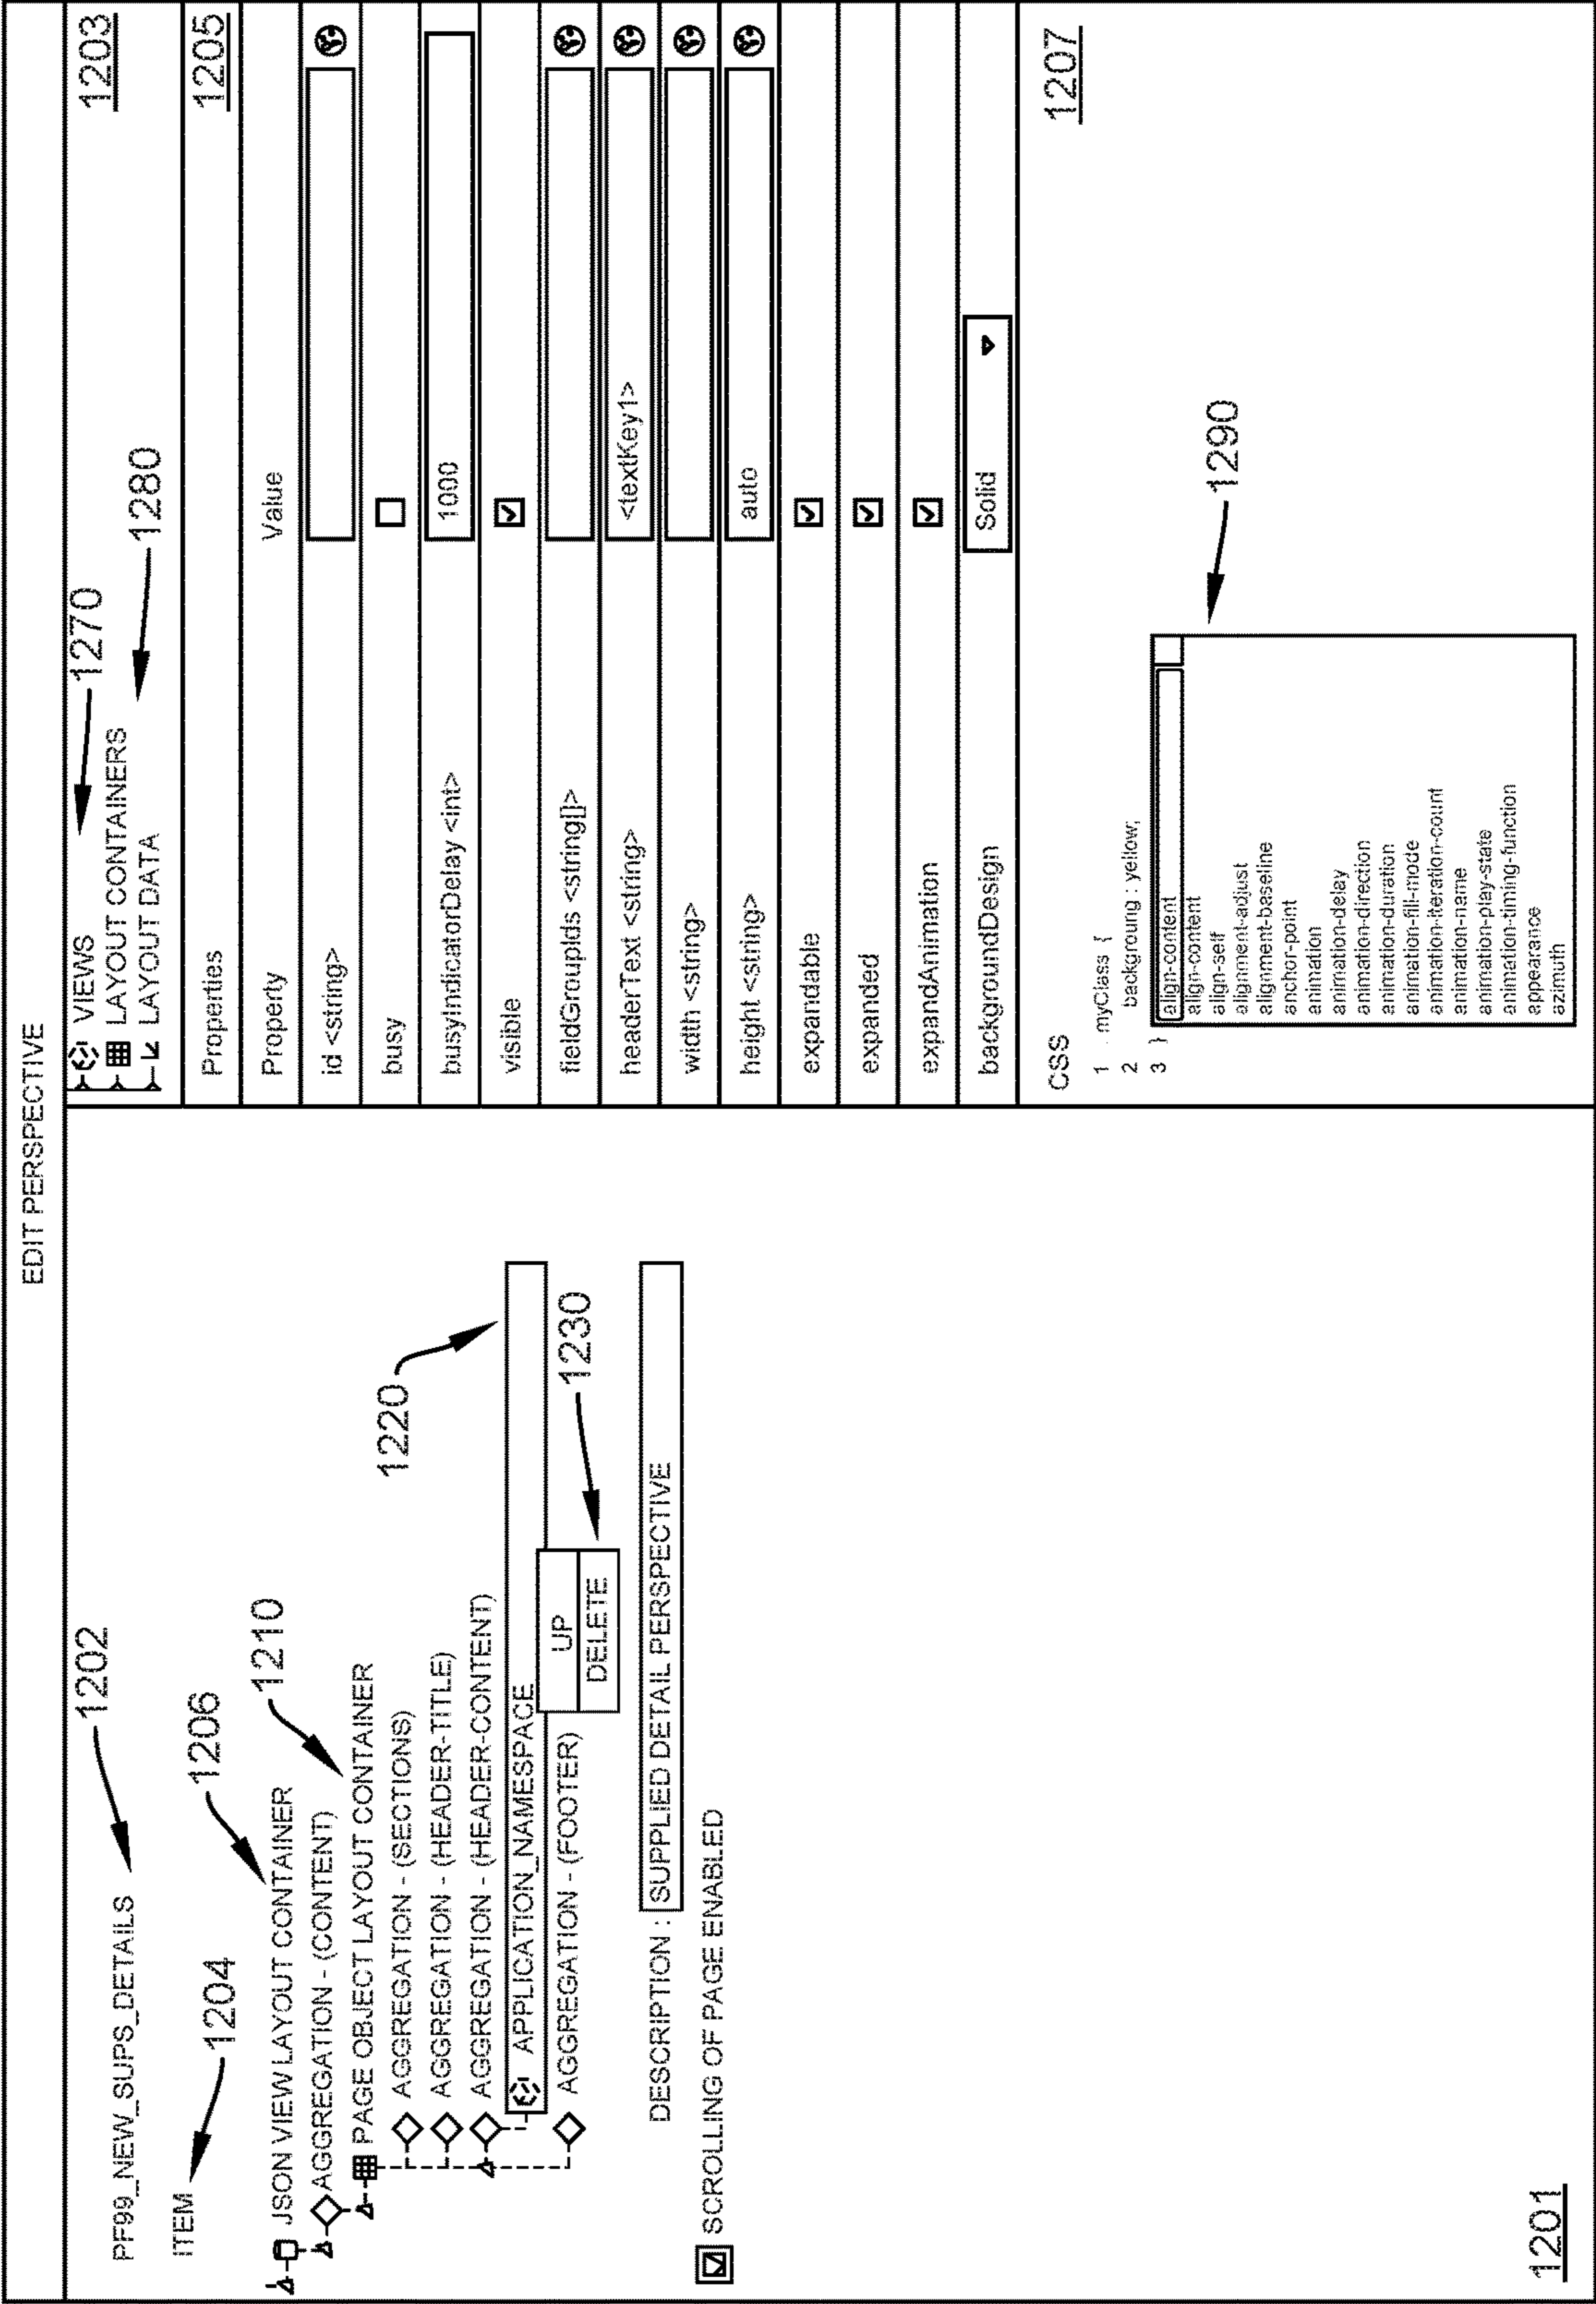 EDIT PERSPECTIVE
PF99_NEW_SUPS_DETAILS
1202
ITEM
1204
JSON VIEW LAYOUT CONTAINER
1206
AGGREGATION - (CONTENT)
PAGE OBJECT LAYOUT CONTAINER
1210
AGGREGATION - (SECTIONS)
AGGREGATION - (HEADER-TITLE)
1220
AGGREGATION - (HEADER-CONTENT)
APPLICATION_NAMESPACE
AGGREGATION - (FOOTER)
UP
DELETE
1230
DESCRIPTION : SUPPLIED DETAIL PERSPECTIVE
SCROLLING OF PAGE ENABLED
1201
VIEWS
1270
1203
LAYOUT CONTAINERS
LAYOUT DATA
1280
Properties
1205
Property Value
id <string>
busy
busyIndicatorDelay <int> 1000
visible
fieldGroupIds <string[]>
headerText <string> <textKey1>
width <string>
height <string> auto
expandable
expanded
expandAnimation
backgroundDesign Solid
CSS
1207
1 . myClass {
2 backgroung : yellow;
3 }
align-content
align-content
align-self
alignment-adjust
alignment-baseline
anchor-point
animation
animation-delay
animation-direction
animation-duration
animation-fill-mode
animation-iteration-count
animation-name
animation-play-state
animation-timing-function
appearance
azimuth
1290